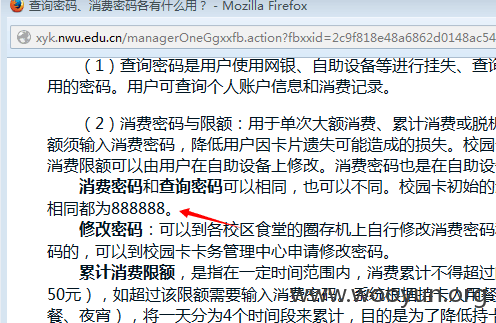 查询密码、消费密码各有什么用？ - Mozilla Firefox
xyk.nwu.edu.cn/managerOneGgxxfb.action?fbxxid=2c9f818e48a6862d0148ac54
（1）查询密码是用户使用网银、自助设备等进行挂失、查询
用的密码。用户可查询个人账户信息和消费记录。
（2）消费密码与限额：用于单次大额消费、累计消费或脱机
额须输入消费密码，降低用户因卡片遗失可能造成的损失。校园
消费限额可以由用户在自助设备上修改。消费密码也是在自助设
消费密码和查询密码可以相同，也可以不同。校园卡初始的
相同都为888888。
修改密码：可以到各校区食堂的圈存机上自行修改消费密码
码的，可以到校园卡卡务管理中心申请修改密码。
累计消费限额，是指在一定时间范围内，消费累计不得超过
50元），如超过该限额需要输入消费密码。系统到调排
餐、夜宵），将一天分为4个时间段来累计，目的是为了降低持卡
www.wooyun.org